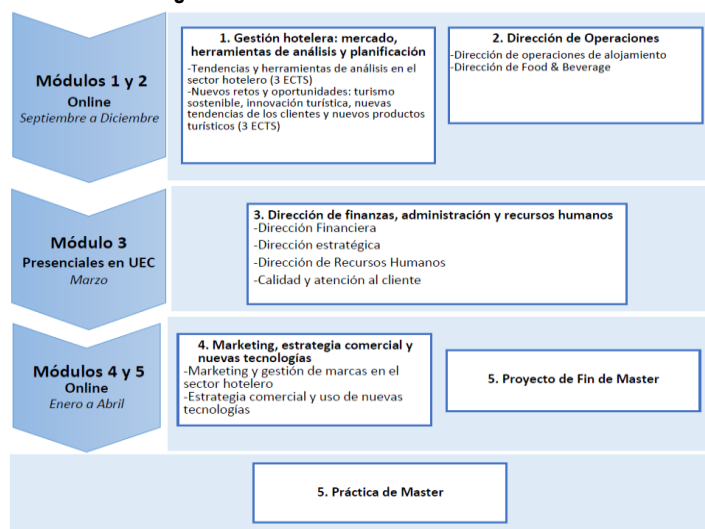 Módulos 1 y 2
Online
Septiembre a Diciembre
1. Gestión hotelera: mercado,
herramientas de análisis y planificación
-Tendencias y herramientas de análisis en el
sector hotelero (3 ECTS)
-Nuevos retos y oportunidades: turismo
sostenible, innovación turística, nuevas
tendencias de los clientes y nuevos productos
turísticos (3 ECTS)
2. Dirección de Operaciones
-Dirección de operaciones de alojamiento
-Dirección de Food & Beverage
Módulo 3
Presenciales en UEC
Marzo
3. Dirección de finanzas, administración y recursos humanos
-Dirección Financiera
-Dirección estratégica
-Dirección de Recursos Humanos
-Calidad y atención al cliente
Módulos 4 y 5
Online
Enero a Abril
4. Marketing, estrategia comercial y
nuevas tecnologías
-Marketing y gestión de marcas en el
sector hotelero
-Estrategia comercial y uso de nuevas
tecnologías
5. Proyecto de Fin de Master
5. Práctica de Master